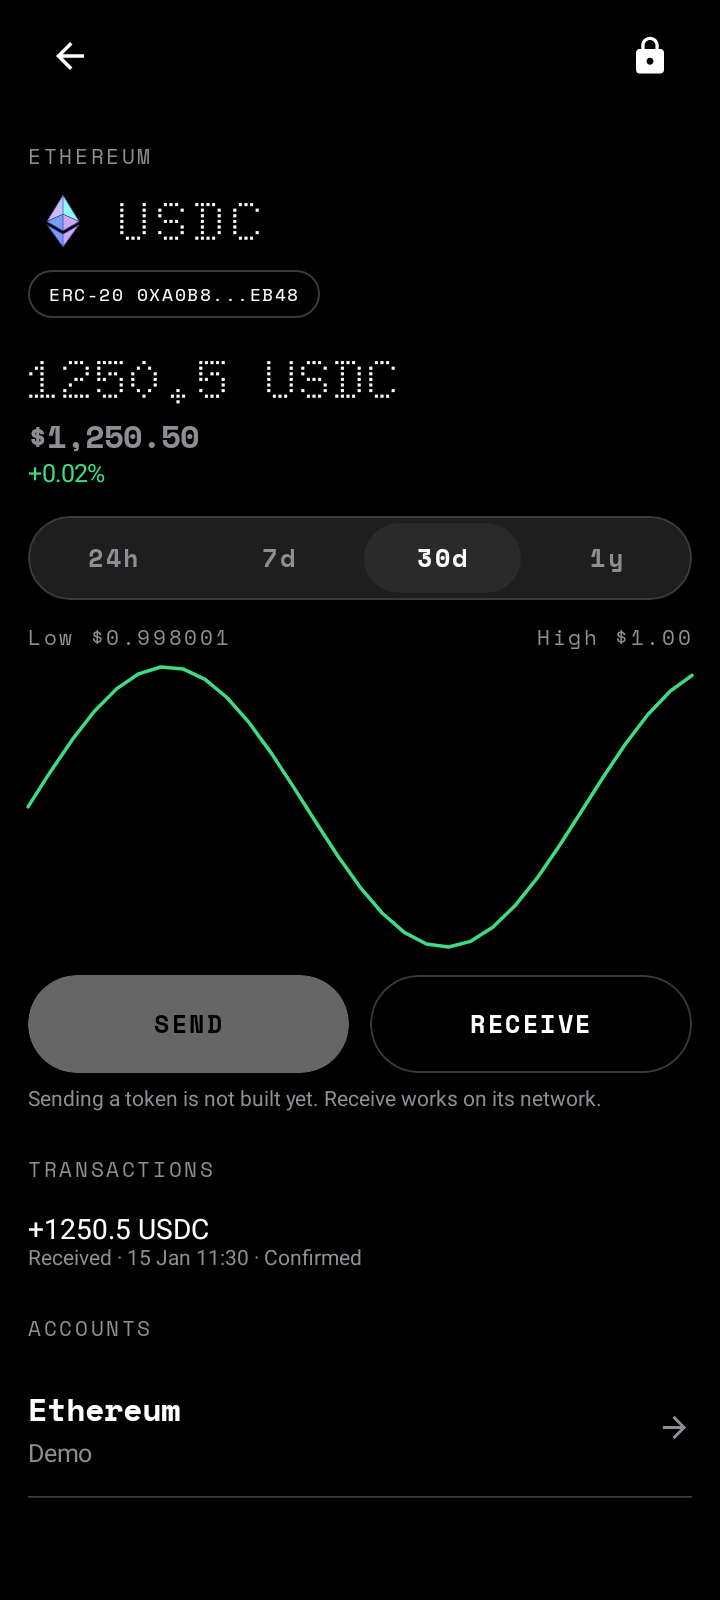 ETHEREUM
USDC
ERC-20 0XA0B8...EB48
1250.5 USDC
$1,250.50
+0.02%
24h 7d 30d 1y
Low $0.998001 High $1.00
SEND RECEIVE
Sending a token is not built yet. Receive works on its network.
TRANSACTIONS
+1250.5 USDC
Received · 15 Jan 11:30 · Confirmed
ACCOUNTS
Ethereum
Demo